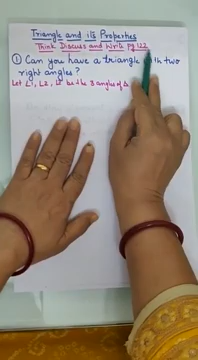 Triangle and its Properties
Think Discuss and Write pg 122
① Can you have a triangle with two
right angles?
Let ∠1, ∠2, ∠3 be the 3 angles of Δ